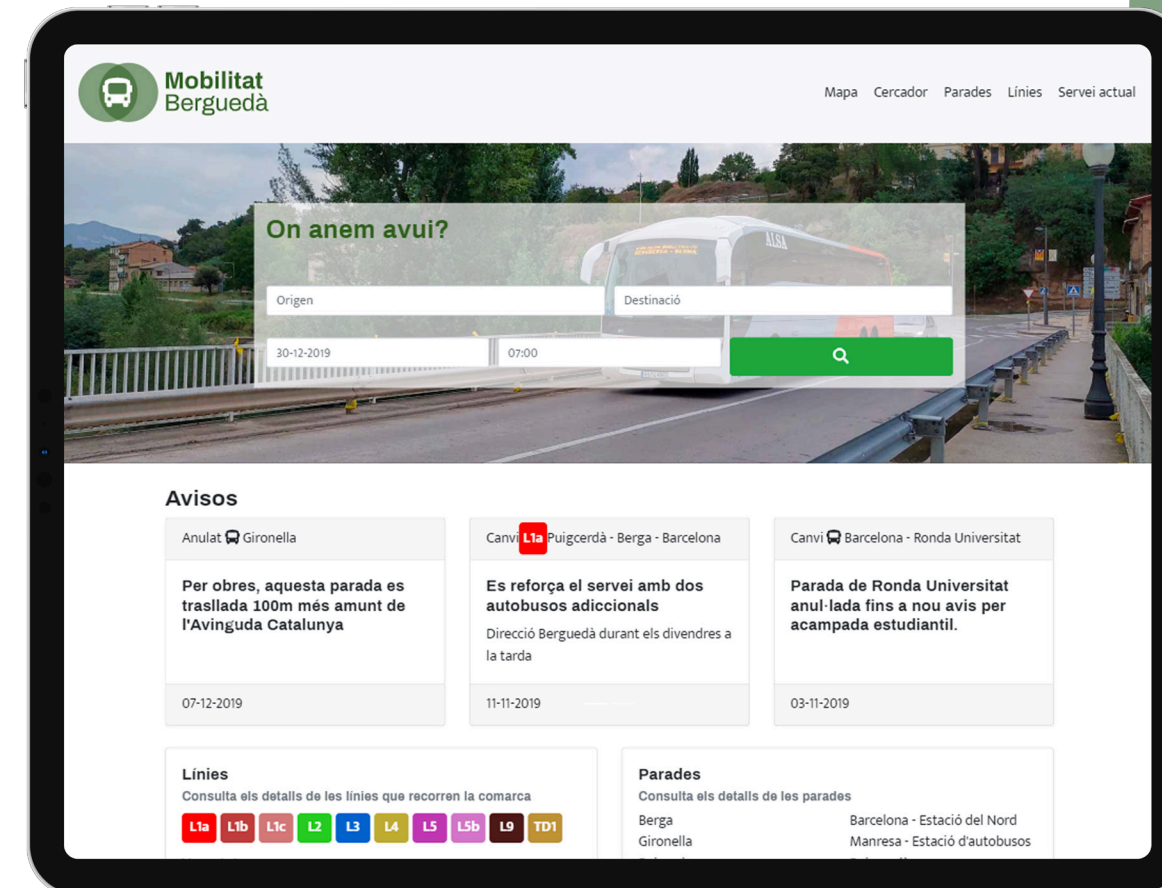 Mobilitat
Berguedà
Mapa Cercador Parades Línies Servei actual
On anem avui?
ALSA
Origen
Destinació
30-12-2019
07:00
Avisos
Anulat Gironella
Per obres, aquesta parada es
trasllada 100m més amunt de
l'Avinguda Catalunya
07-12-2019
Canvi L1a Puigcerdà - Berga - Barcelona
Es reforça el servei amb dos
autobusos adiccionals
Direcció Berguedà durant els divendres a
la tarda
11-11-2019
Canvi Barcelona - Ronda Universitat
Parada de Ronda Universitat
anul·lada fins a nou avis per
acampada estudiantil.
03-11-2019
Línies
Consulta els detalls de les línies que recorren la comarca
L1a L1b L1c L2 L3 L4 L5 L5b L9 TD1
Parades
Consulta els detalls de les parades
Berga
Gironella
Barcelona - Estació del Nord
Manresa - Estació d'autobusos